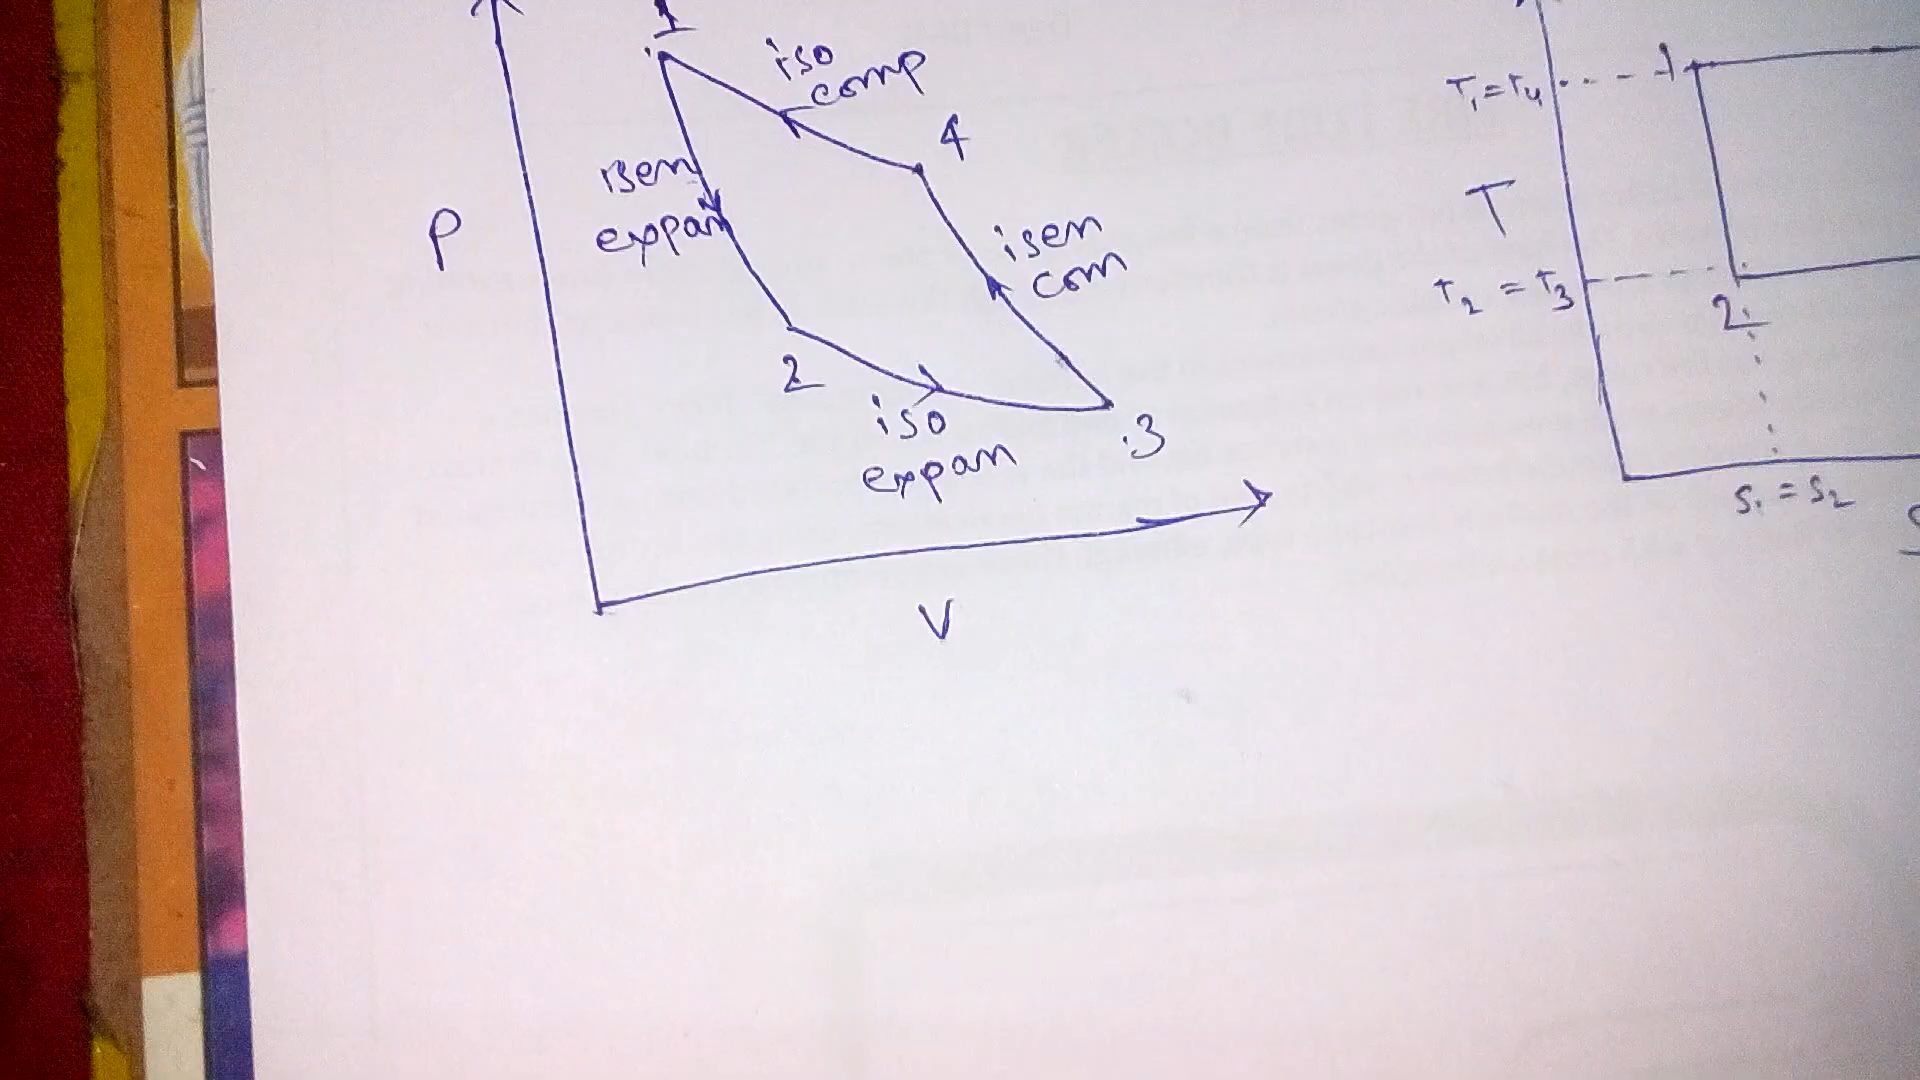 1
iso
comp
4
isen
expan
P
isen
com
2
iso
expan
3
V
T₁ = T₄
1
T
T₂ = T₃
2
S₁ = S₂